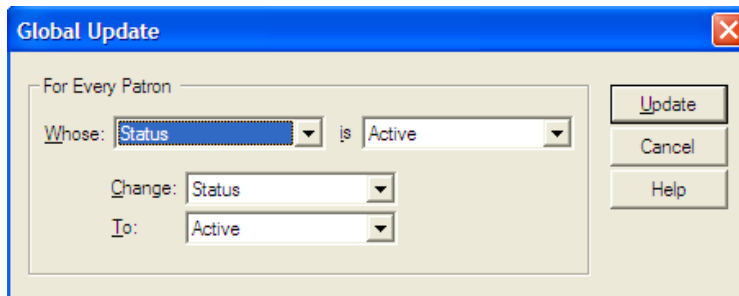 Global Update
For Every Patron
Whose: Status is Active
Change: Status
To: Active
Update
Cancel
Help